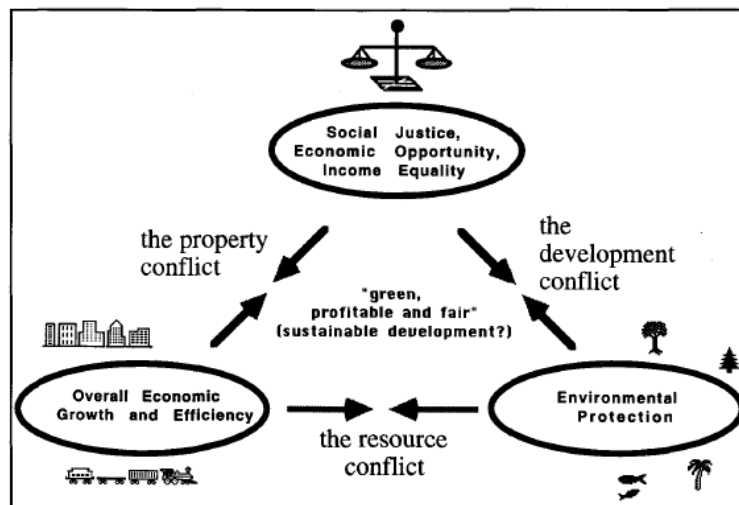 Social Justice,
Economic Opportunity,
Income Equality
the property
conflict
the
development
conflict
"green,
profitable and fair"
(sustainable development?)
Overall Economic
Growth and Efficiency
Environmental
Protection
the resource
conflict